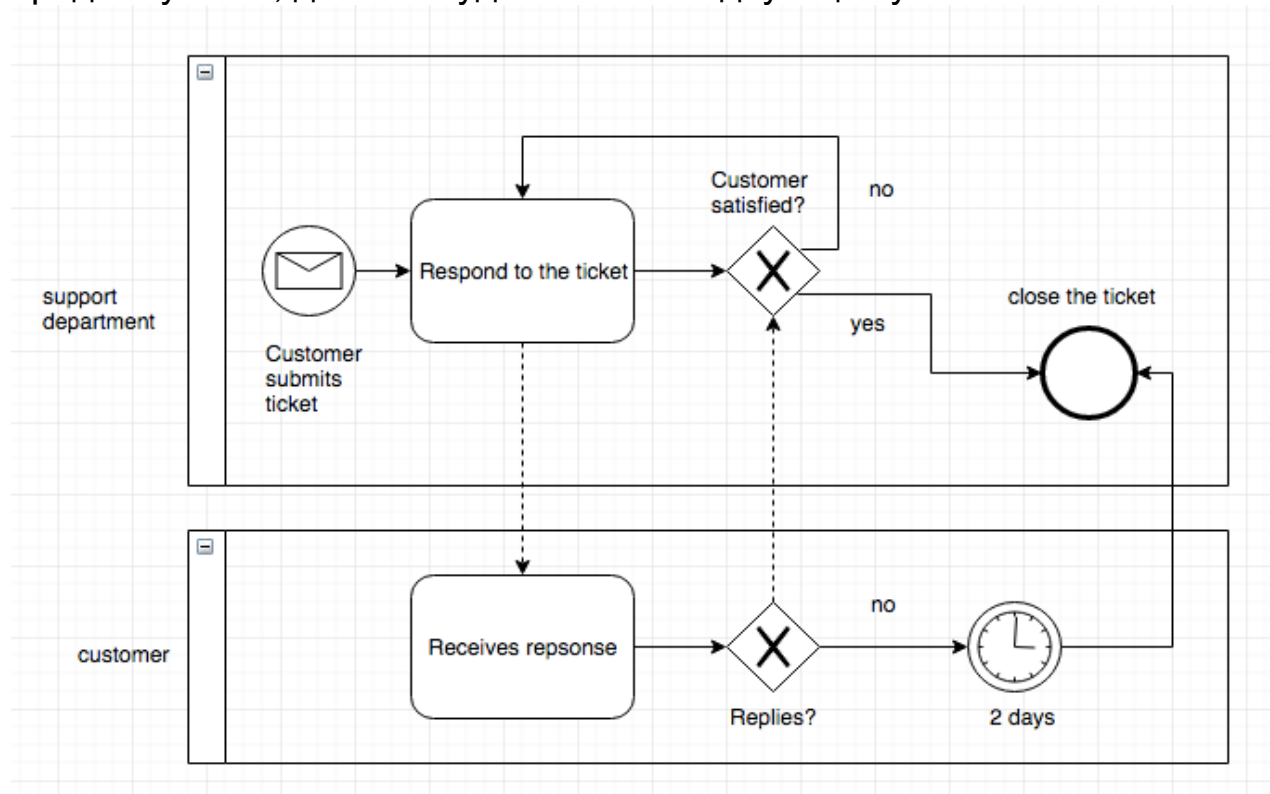 Customer
satisfied?
no
Respond to the ticket
support
department
close the ticket
yes
Customer
submits
ticket
no
customer
Receives repsonse
Replies?
2 days